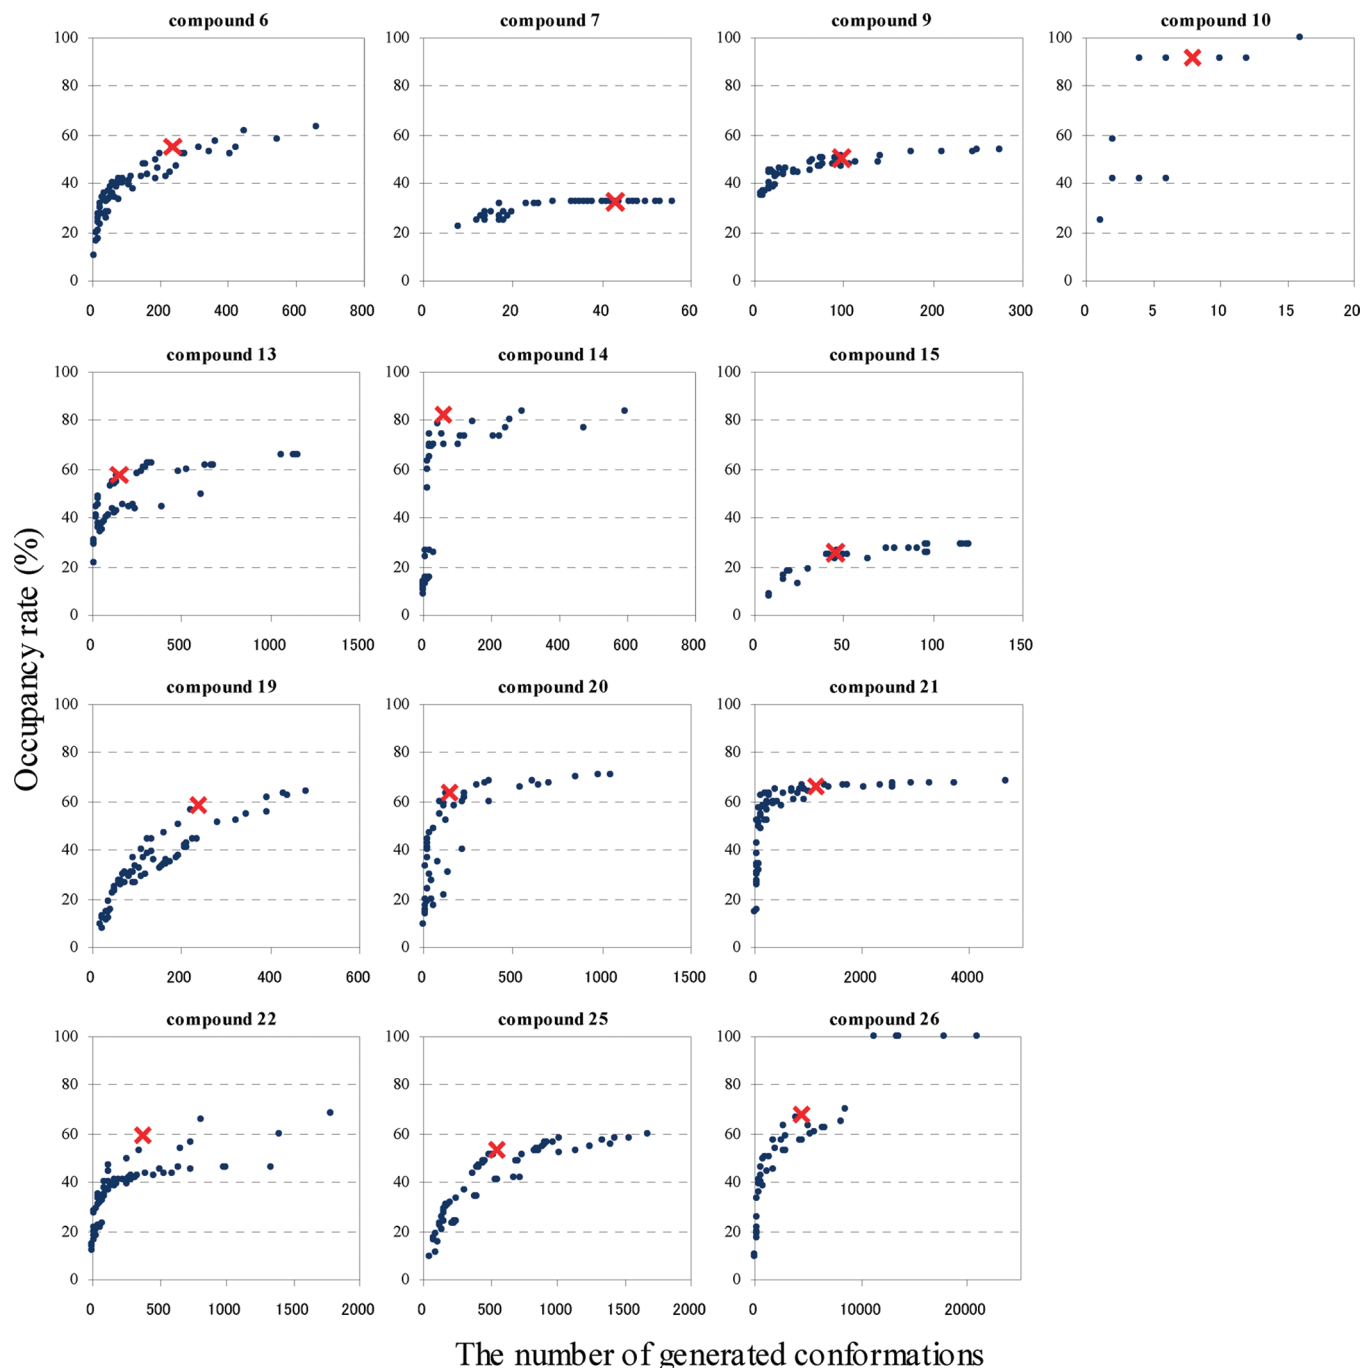 compound 6
compound 7
compound 9
compound 10
100
80
60
40
20
0
0 200 400 600 800
100
80
60
40
20
0
0 20 40 60
100
80
60
40
20
0
0 100 200 300
100
80
60
40
20
0
0 5 10 15 20
compound 13
compound 14
compound 15
100
80
60
40
20
0
0 500 1000 1500
100
80
60
40
20
0
0 200 400 600 800
100
80
60
40
20
0
0 50 100 150
Occupancy rate (%)
compound 19
compound 20
compound 21
100
80
60
40
20
0
0 200 400 600
100
80
60
40
20
0
0 500 1000 1500
100
80
60
40
20
0
0 2000 4000
compound 22
compound 25
compound 26
100
80
60
40
20
0
0 500 1000 1500 2000
100
80
60
40
20
0
0 500 1000 1500 2000
100
80
60
40
20
0
0 10000 20000
The number of generated conformations